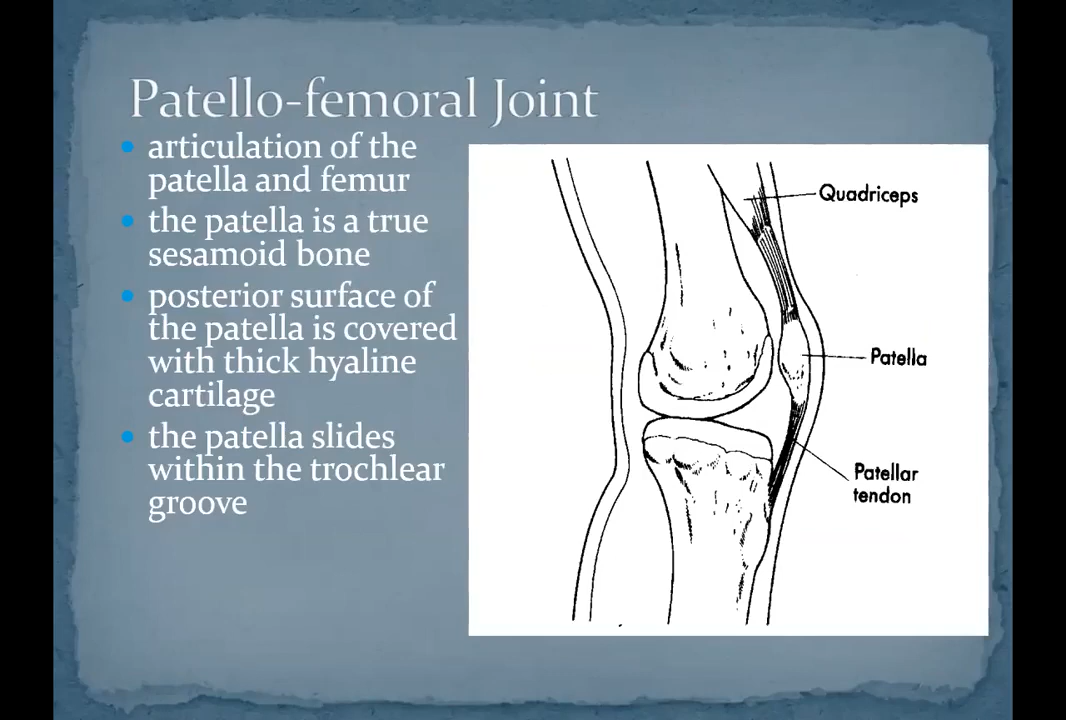 Patello-femoral Joint
articulation of the
patella and femur
the patella is a true
sesamoid bone
posterior surface of
the patella is covered
with thick hyaline
cartilage
the patella slides
within the trochlear
groove
Quadriceps
Patella
Patellar
tendon